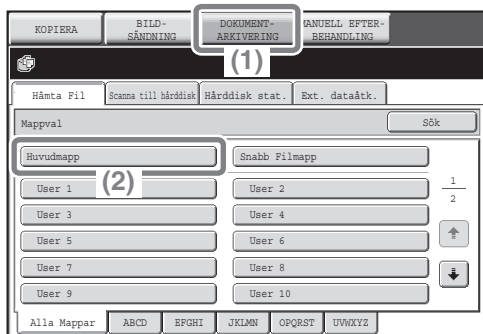 KOPIERA
BILD-
SÄNDNING
DOKUMENT-
ARKIVERING
MANUELL EFTER-
BEHANDLING
(1)
Hämta Fil
Scanna till hårddisk
Hårddisk stat.
Ext. dataåtk.
Mappval
Sök
Huvudmapp
Snabb Filmapp
(2)
User 1
User 2
1
2
User 3
User 4
User 5
User 6
User 7
User 8
User 9
User 10
Alla Mappar
ABCD
EFGHI
JKLMN
OPQRST
UVWXYZ